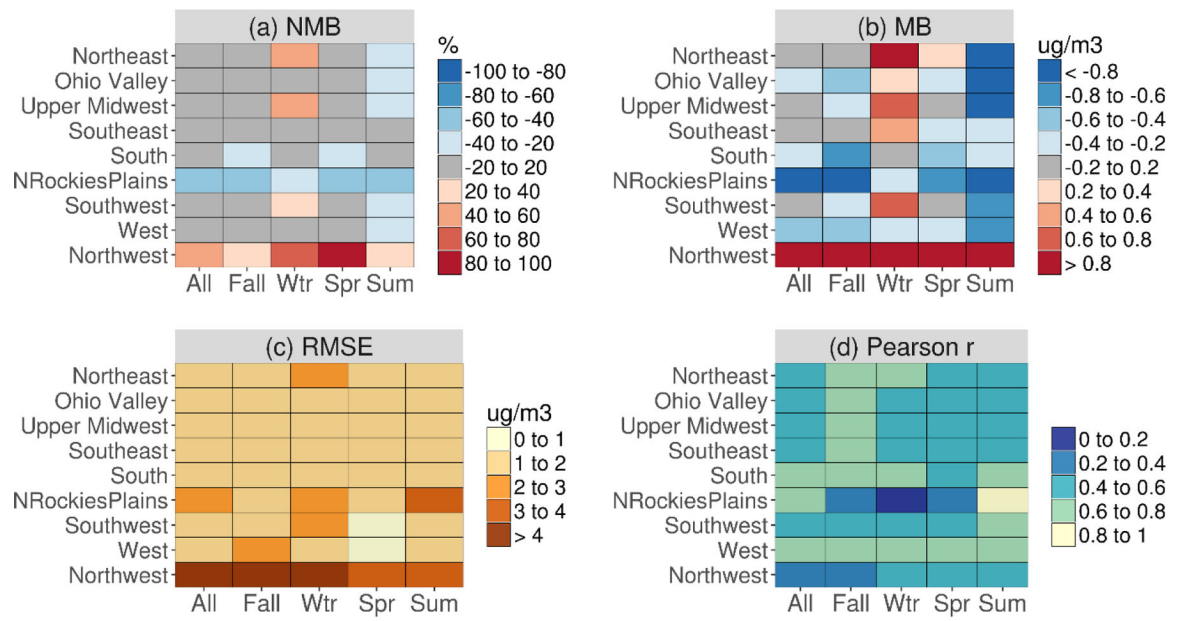 (a) NMB
Northeast
Ohio Valley
Upper Midwest
Southeast
South
NRockiesPlains
Southwest
West
Northwest
All Fall Wtr Spr Sum
%
-100 to -80
-80 to -60
-60 to -40
-40 to -20
-20 to 20
20 to 40
40 to 60
60 to 80
80 to 100
(b) MB
Northeast
Ohio Valley
Upper Midwest
Southeast
South
NRockiesPlains
Southwest
West
Northwest
All Fall Wtr Spr Sum
ug/m3
< -0.8
-0.8 to -0.6
-0.6 to -0.4
-0.4 to -0.2
-0.2 to 0.2
0.2 to 0.4
0.4 to 0.6
0.6 to 0.8
> 0.8
(c) RMSE
Northeast
Ohio Valley
Upper Midwest
Southeast
South
NRockiesPlains
Southwest
West
Northwest
All Fall Wtr Spr Sum
ug/m3
0 to 1
1 to 2
2 to 3
3 to 4
> 4
(d) Pearson r
Northeast
Ohio Valley
Upper Midwest
Southeast
South
NRockiesPlains
Southwest
West
Northwest
All Fall Wtr Spr Sum
0 to 0.2
0.2 to 0.4
0.4 to 0.6
0.6 to 0.8
0.8 to 1